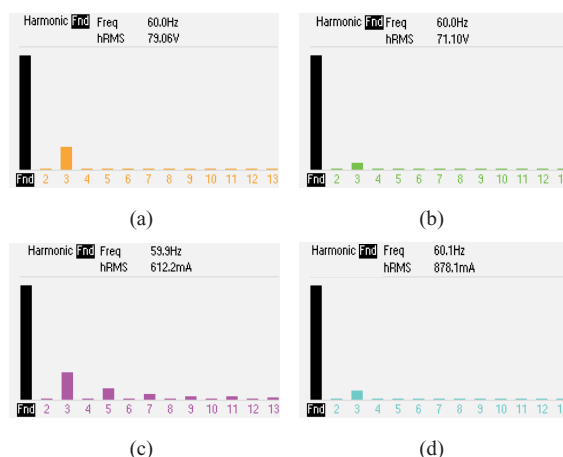 Harmonic Fnd Freq 60.0Hz
hRMS 79.06V
Fnd 2 3 4 5 6 7 8 9 10 11 12 13
(a)
Harmonic Fnd Freq 60.0Hz
hRMS 71.10V
Fnd 2 3 4 5 6 7 8 9 10 11 12
(b)
Harmonic Fnd Freq 59.9Hz
hRMS 612.2mA
Fnd 2 3 4 5 6 7 8 9 10 11 12 13
(c)
Harmonic Fnd Freq 60.1Hz
hRMS 878.1mA
Fnd 2 3 4 5 6 7 8 9 10 11 12
(d)